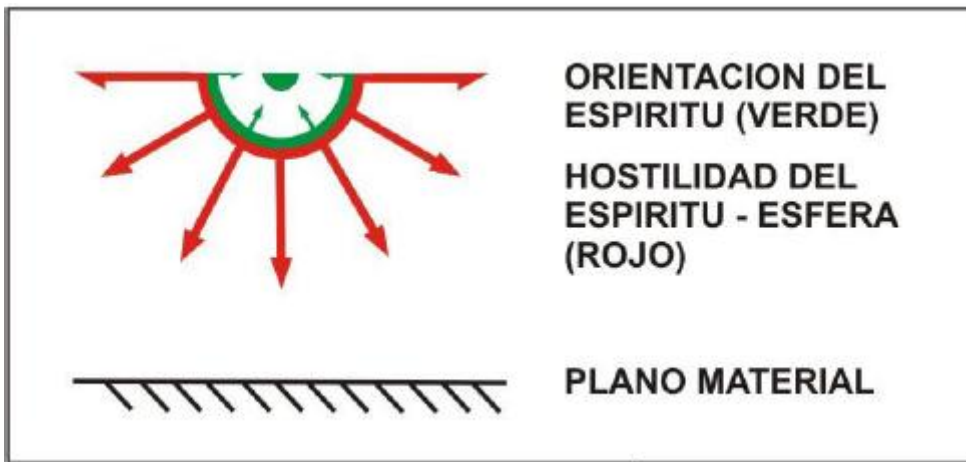 ORIENTACION DEL
ESPIRITU (VERDE)
HOSTILIDAD DEL
ESPIRITU - ESFERA
(ROJO)
PLANO MATERIAL